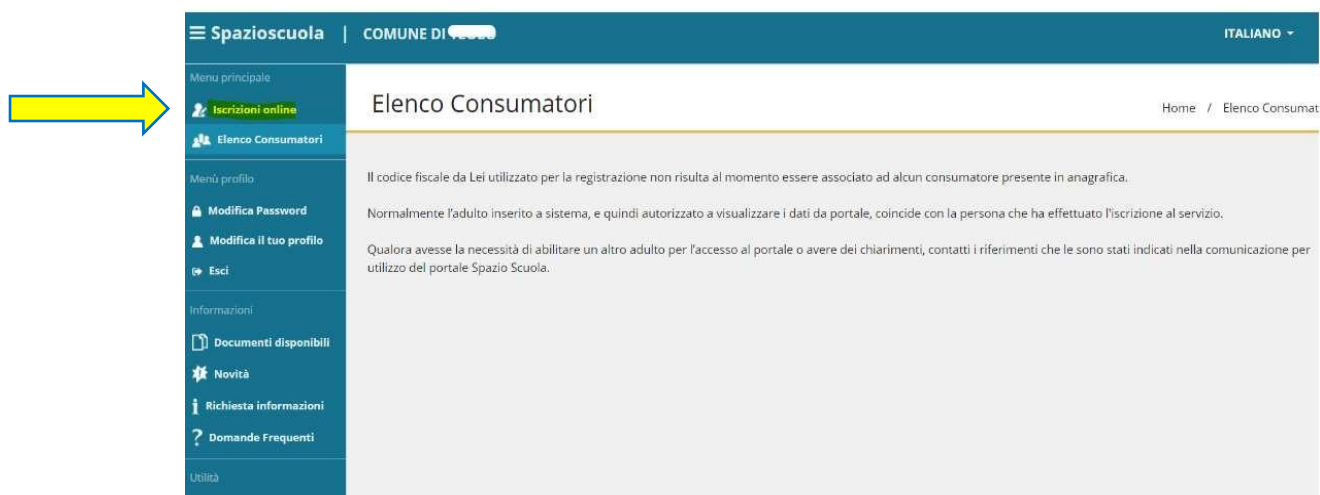 Spazioscuola | COMUNE DI
ITALIANO
Menu principale
Iscrizioni online
Elenco Consumatori
Menù profilo
Modifica Password
Modifica il tuo profilo
Esci
Informazioni
Documenti disponibili
Novità
Richiesta informazioni
Domande Frequenti
Utilità
Elenco Consumatori
Home / Elenco Consumat
Il codice fiscale da Lei utilizzato per la registrazione non risulta al momento essere associato ad alcun consumatore presente in anagrafica.
Normalmente l'adulto inserito a sistema, e quindi autorizzato a visualizzare i dati da portale, coincide con la persona che ha effettuato l'iscrizione al servizio.
Qualora avesse la necessità di abilitare un altro adulto per l'accesso al portale o avere dei chiarimenti, contatti i riferimenti che le sono stati indicati nella comunicazione per
utilizzo del portale Spazio Scuola.